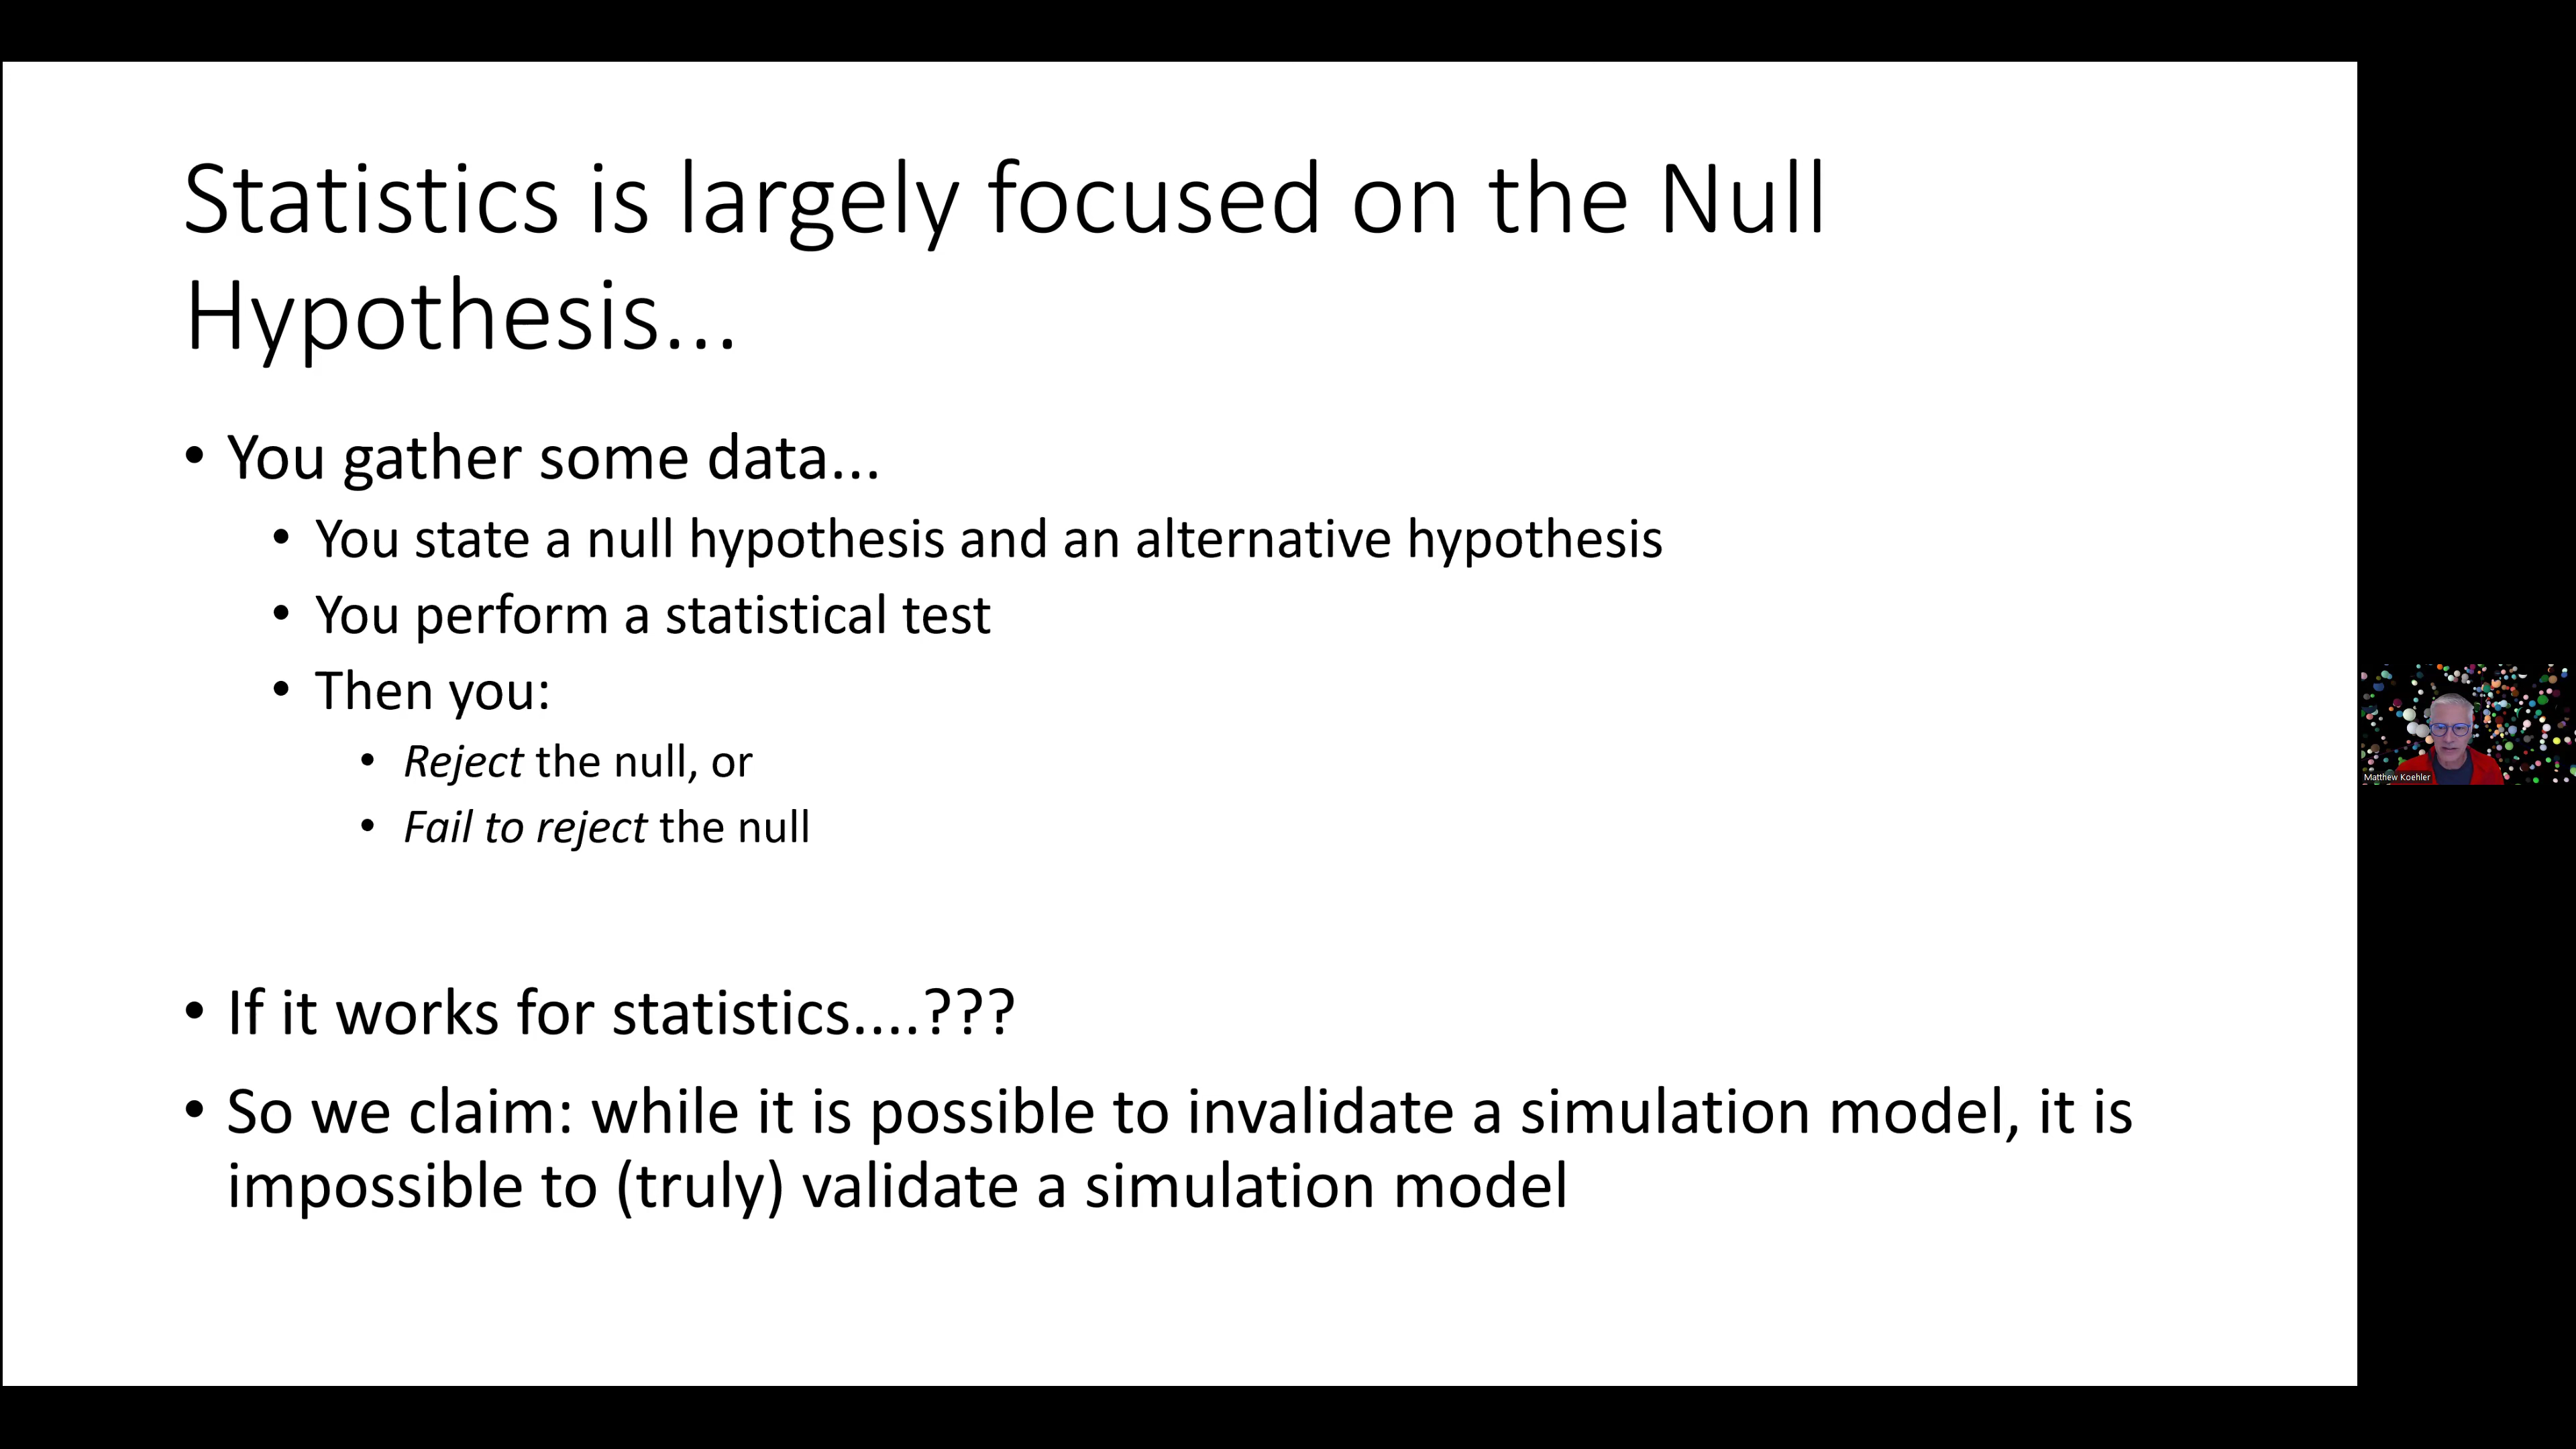 Statistics is largely focused on the Null
Hypothesis...
• You gather some data...
• You state a null hypothesis and an alternative hypothesis
• You perform a statistical test
• Then you:
• Reject the null, or
• Fail to reject the null
• If it works for statistics....???
• So we claim: while it is possible to invalidate a simulation model, it is
impossible to (truly) validate a simulation model
Matthew Koehler